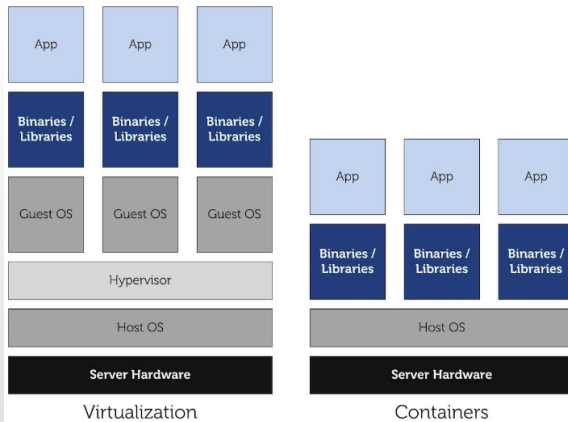 App
App
App
Binaries /
Libraries
Binaries /
Libraries
Binaries /
Libraries
Guest OS
Guest OS
Guest OS
Hypervisor
Host OS
Server Hardware
Virtualization
App
App
App
Binaries /
Libraries
Binaries /
Libraries
Binaries /
Libraries
Host OS
Server Hardware
Containers